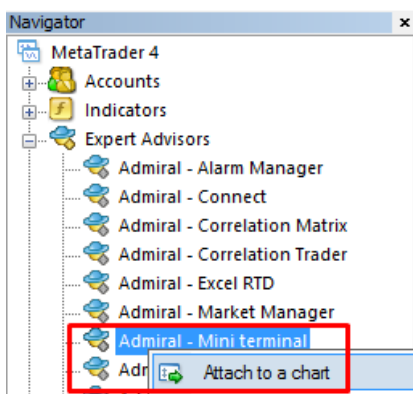 Navigator
MetaTrader 4
Accounts
Indicators
Expert Advisors
Admiral - Alarm Manager
Admiral - Connect
Admiral - Correlation Matrix
Admiral - Correlation Trader
Admiral - Excel RTD
Admiral - Market Manager
Admiral - Mini terminal
Adr Attach to a chart